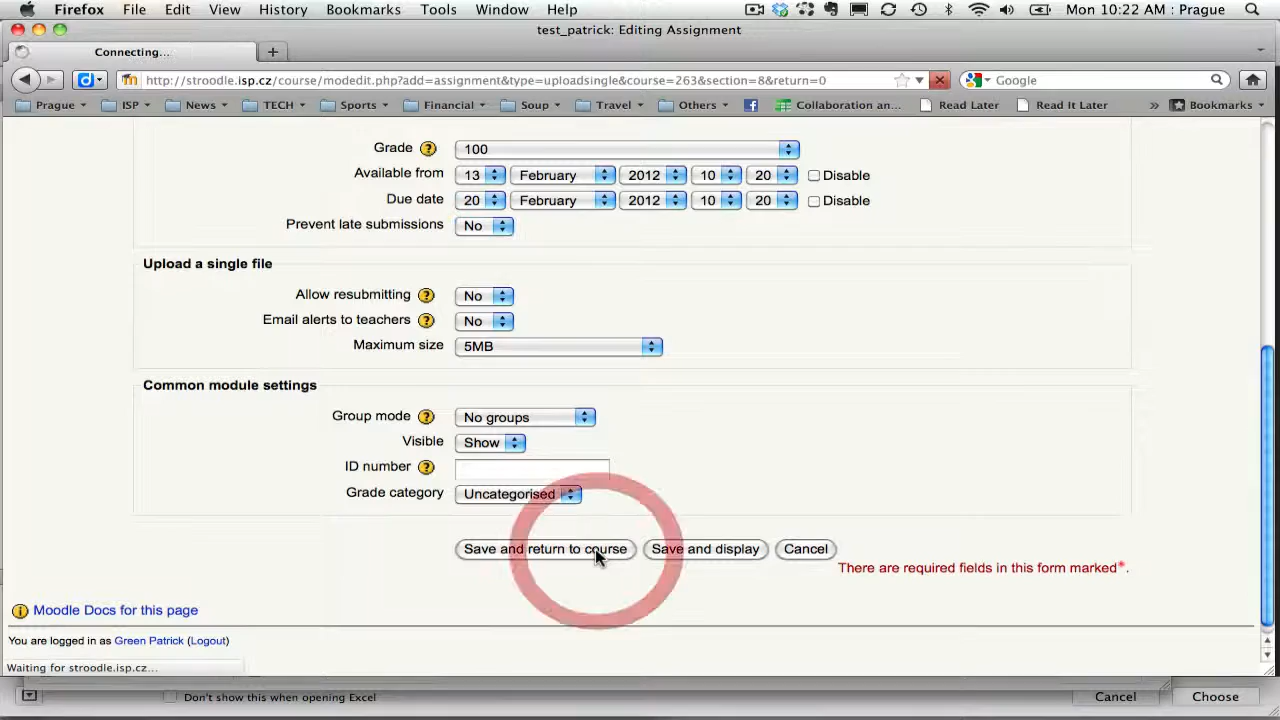 Firefox File Edit View History Bookmarks Tools Window Help Mon 10:22 AM : Prague
test_patrick: Editing Assignment
Connecting... +
http://stroodle.isp.cz/course/modedit.php?add=assignment&type=uploadsingle&course=263&section=8&return=0 Google
Prague ISP News TECH Sports Financial Soup Travel Others Collaboration an... Read Later Read It Later » Bookmarks
Grade ? 100
Available from 13 February 2012 10 20 Disable
Due date 20 February 2012 10 20 Disable
Prevent late submissions No
Upload a single file
Allow resubmitting ? No
Email alerts to teachers ? No
Maximum size 5MB
Common module settings
Group mode ? No groups
Visible Show
ID number ?
Grade category Uncategorised
Save and return to course Save and display Cancel
There are required fields in this form marked*.
Moodle Docs for this page
You are logged in as Green Patrick (Logout)
Waiting for stroodle.isp.cz...
Don't show this when opening Excel Cancel Choose